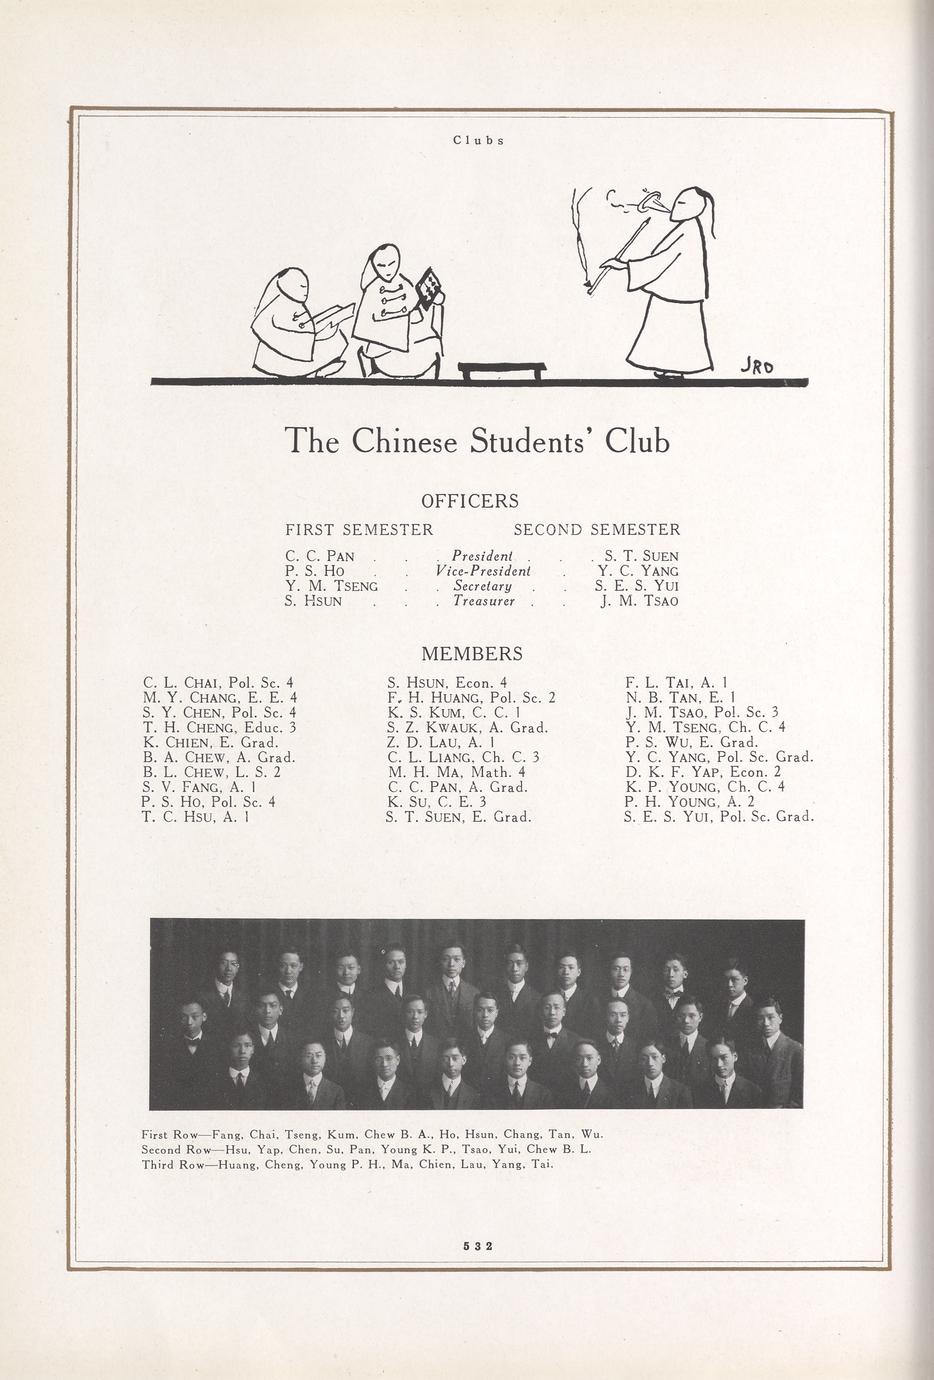 Clubs
JRO
The Chinese Students' Club
OFFICERS
FIRST SEMESTER SECOND SEMESTER
C. C. PAN . . . President . . . S. T. SUEN
P. S. HO . . Vice-President . Y. C. YANG
Y. M. TSENG . . Secretary . . S. E. S. YUI
S. HSUN . . . Treasurer . . J. M. TSAO
MEMBERS
C. L. CHAI, Pol. Sc. 4
M. Y. CHANG, E. E. 4
S. Y. CHEN, Pol. Sc. 4
T. H. CHENG, Educ. 3
K. CHIEN, E. Grad.
B. A. CHEW, A. Grad.
B. L. CHEW, L. S. 2
S. V. FANG, A. 1
P. S. HO, Pol. Sc. 4
T. C. HSU, A. 1
S. HSUN, Econ. 4
F. H. HUANG, Pol. Sc. 2
K. S. KUM, C. C. 1
S. Z. KWAUK, A. Grad.
Z. D. LAU, A. 1
C. L. LIANG, Ch. C. 3
M. H. MA, Math. 4
C. C. PAN, A. Grad.
K. SU, C. E. 3
S. T. SUEN, E. Grad.
F. L. TAI, A. 1
N. B. TAN, E. 1
J. M. TSAO, Pol. Sc. 3
Y. M. TSENG, Ch. C. 4
P. S. WU, E. Grad.
Y. C. YANG, Pol. Sc. Grad.
D. K. F. YAP, Econ. 2
K. P. YOUNG, Ch. C. 4
P. H. YOUNG, A. 2
S. E. S. YUI, Pol. Sc. Grad.
First Row—Fang, Chai, Tseng, Kum, Chew B. A., Ho, Hsun, Chang, Tan, Wu.
Second Row—Hsu, Yap, Chen, Su, Pan, Young K. P., Tsao, Yui, Chew B. L.
Third Row—Huang, Cheng, Young P. H., Ma, Chien, Lau, Yang, Tai.
532